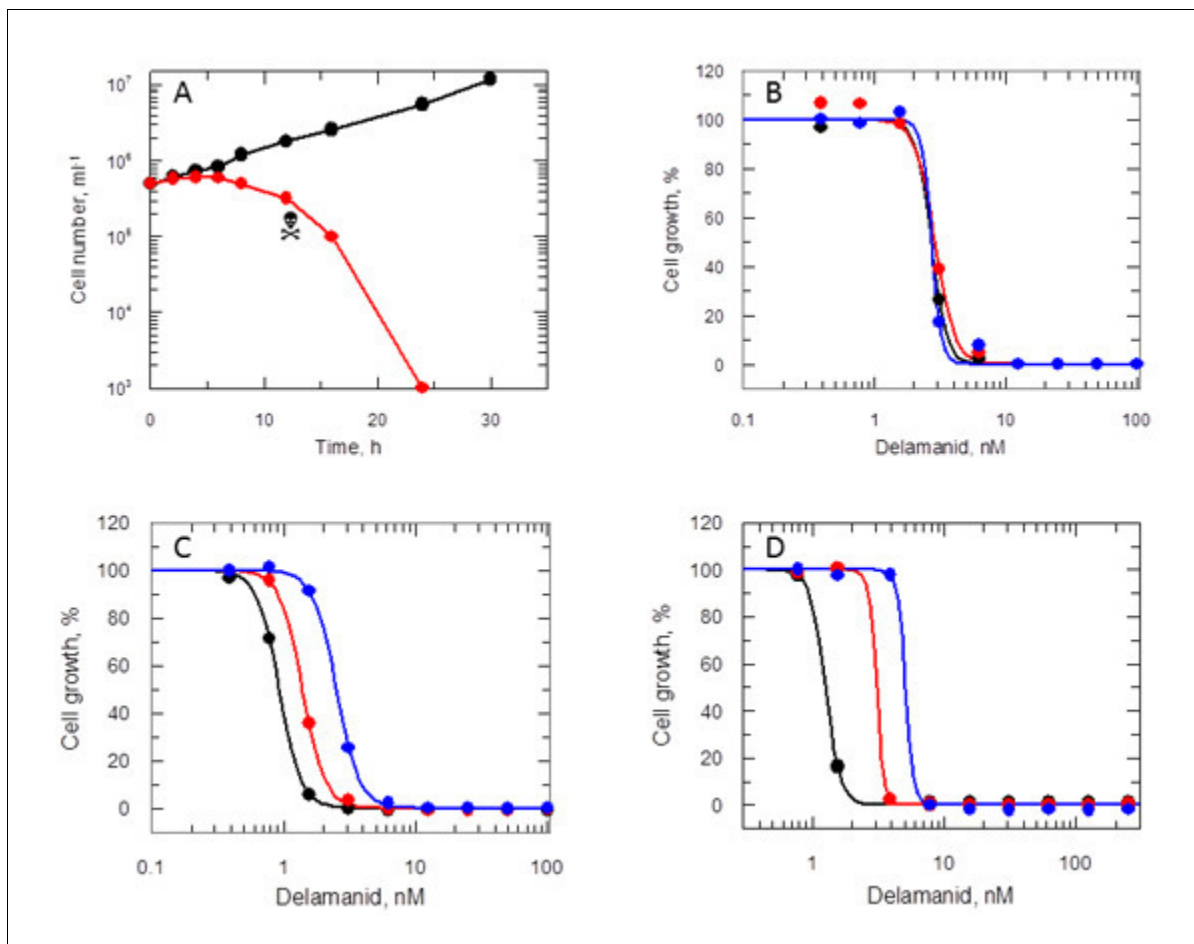 A
10⁷
10⁶
10⁵
10⁴
10³
Cell number, ml⁻¹
0 10 20 30
Time, h
B
120
100
80
60
40
20
0
Cell growth, %
0.1 1 10 100
Delamanid, nM
C
120
100
80
60
40
20
0
Cell growth, %
0.1 1 10 100
Delamanid, nM
D
120
100
80
60
40
20
0
Cell growth, %
1 10 100
Delamanid, nM